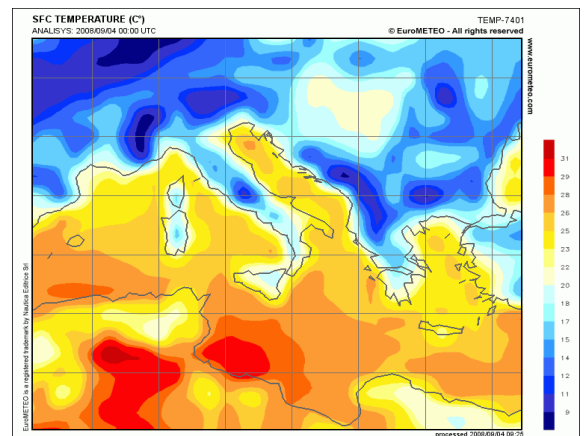 SFC TEMPERATURE (C°)
TEMP-7401
ANALISYS: 2008/09/04 00:00 UTC
© EuroMETEO - All rights reserved
www.eurometeo.com
31
29
28
26
25
23
22
20
18
17
15
14
12
11
9
EuroMETEO is a registered trademark by Nautica Editrice Srl
processed 2008/09/04 09:25